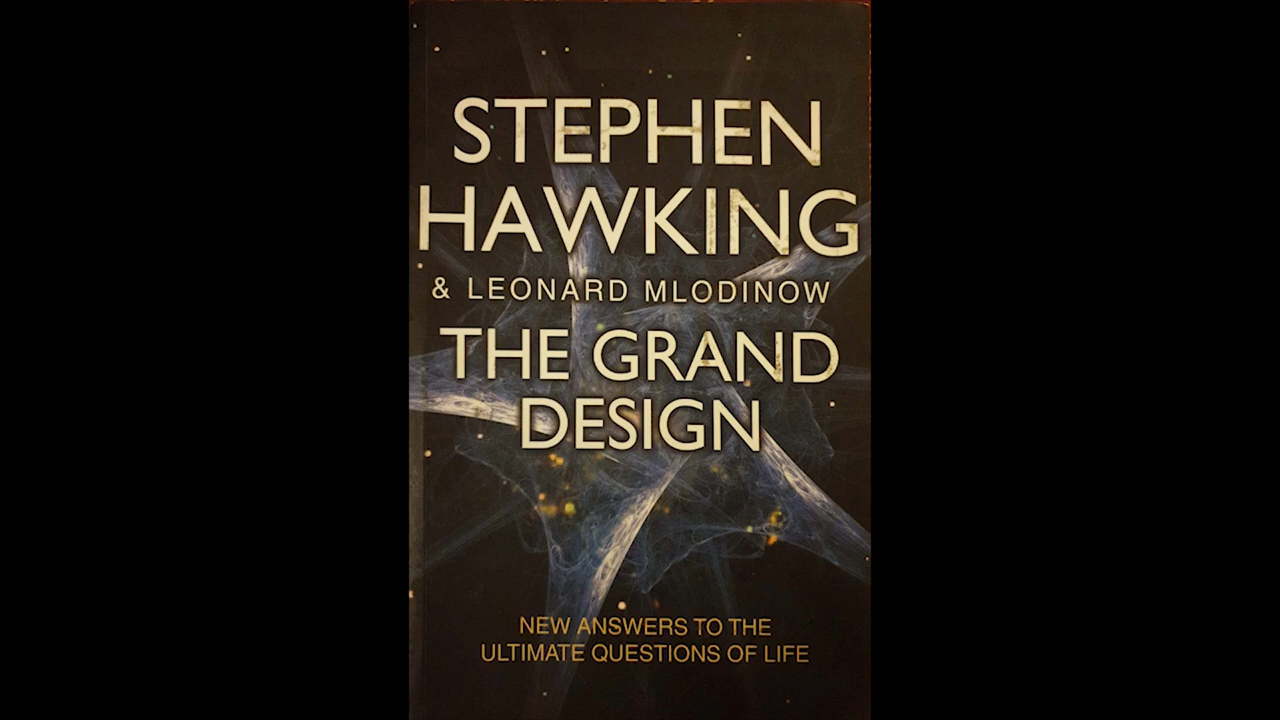 STEPHEN
HAWKING
& LEONARD MLODINOW
THE GRAND
DESIGN
NEW ANSWERS TO THE
ULTIMATE QUESTIONS OF LIFE